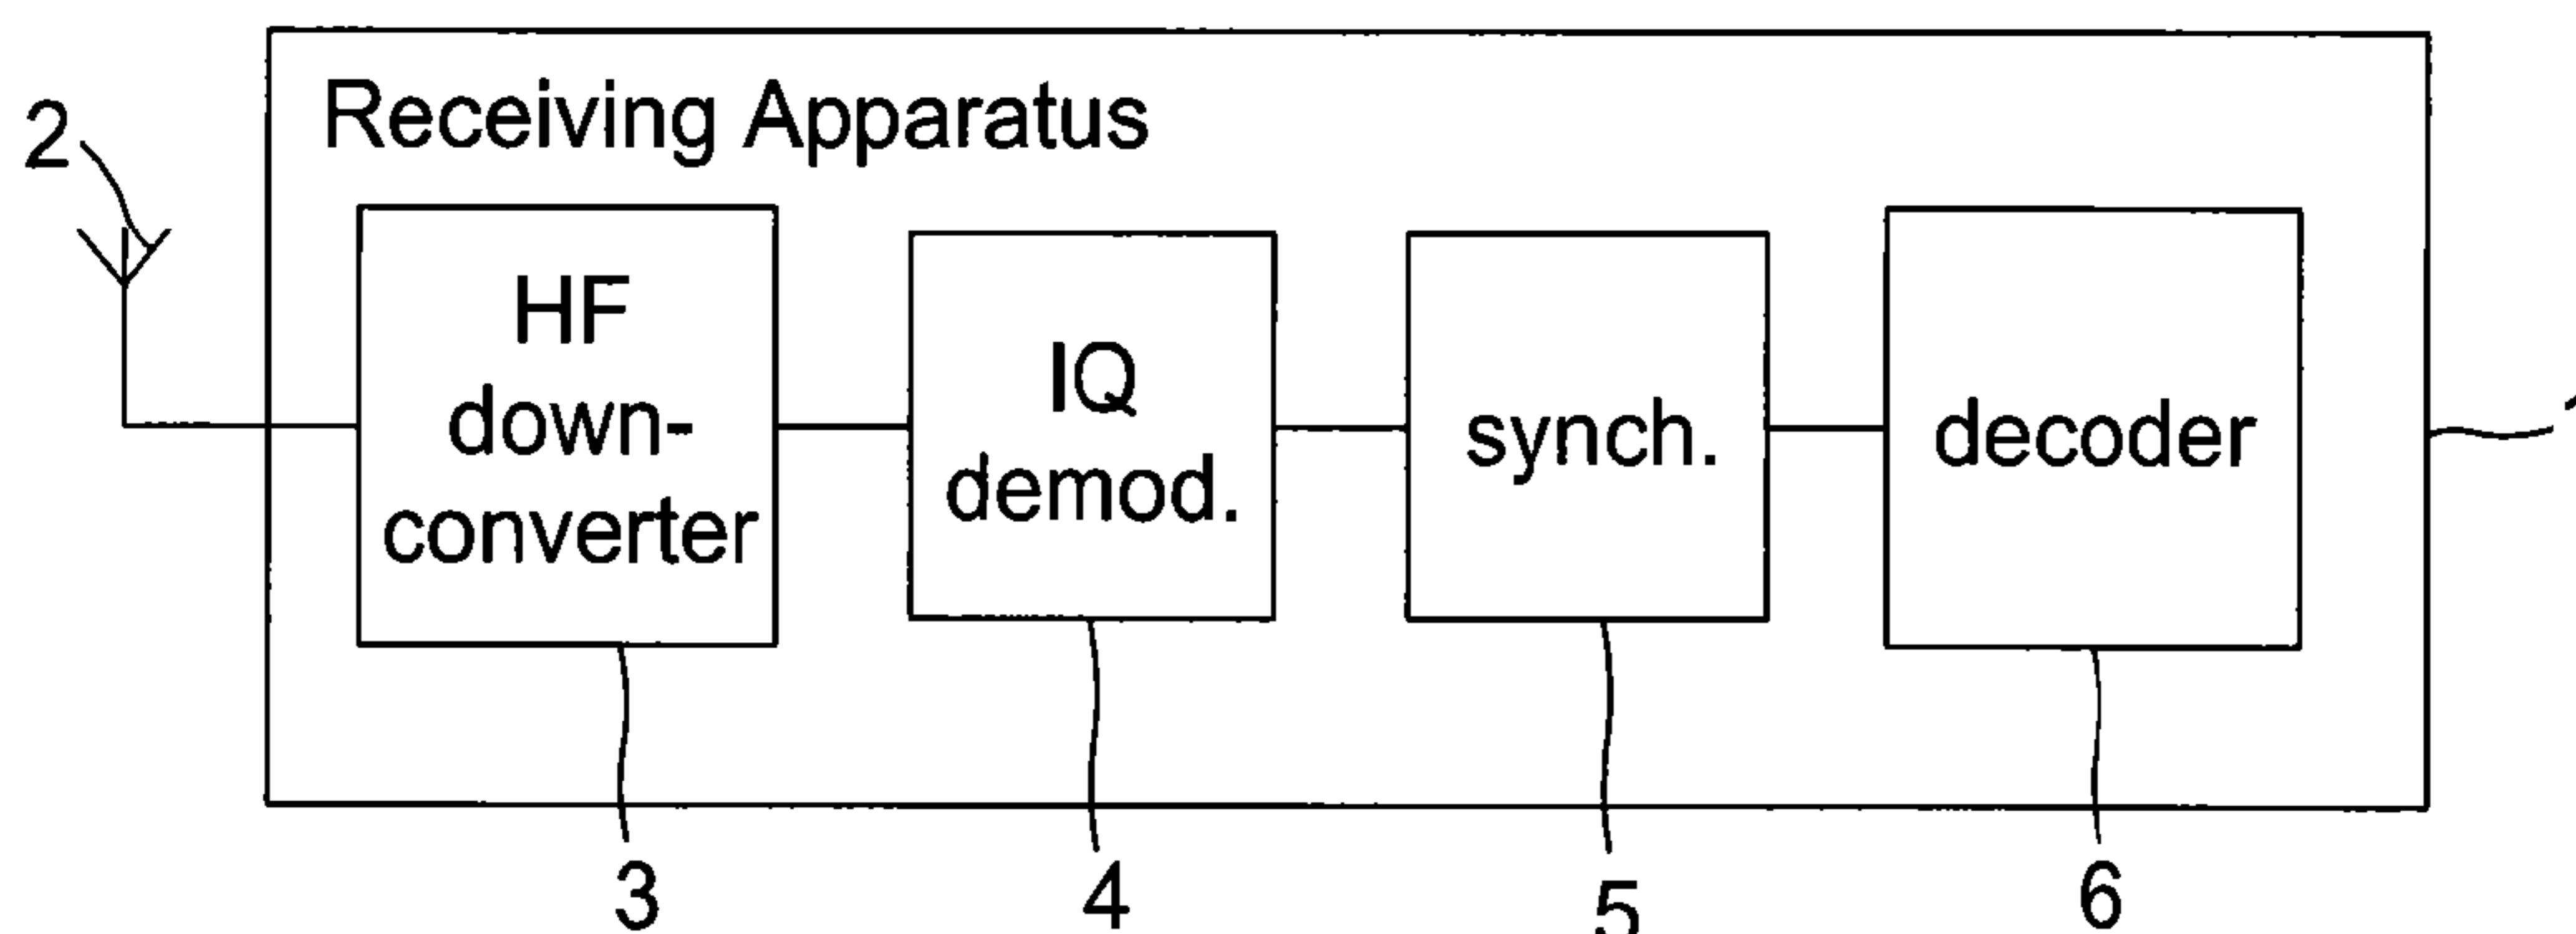 Receiving Apparatus
2
HF
down-
converter
IQ
demod.
synch.
decoder
3
4
5
6